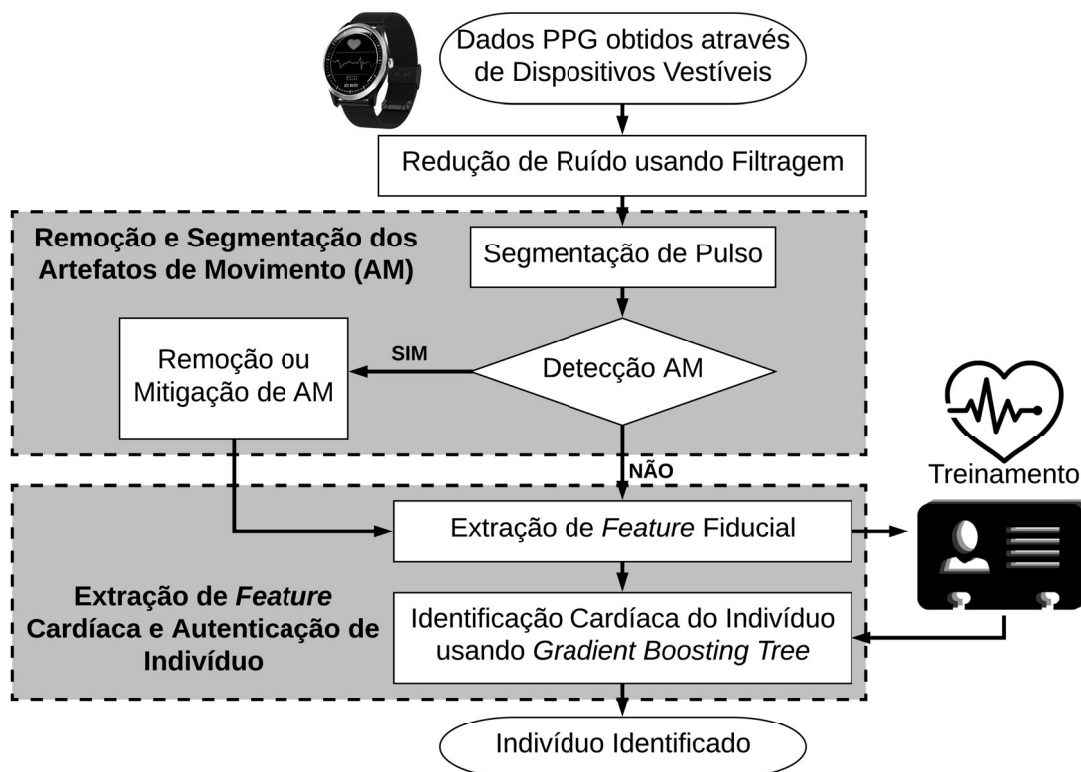 Dados PPG obtidos através
de Dispositivos Vestíveis
ECG
Redução de Ruído usando Filtragem
Remoção e Segmentação dos
Artefatos de Movimento (AM)
Segmentação de Pulso
Remoção ou
Mitigação de AM
SIM
Detecção AM
NÃO
Treinamento
Extração de Feature Fiducial
Extração de Feature
Cardíaca e Autenticação de
Indivíduo
Identificação Cardíaca do Indivíduo
usando Gradient Boosting Tree
Indivíduo Identificado